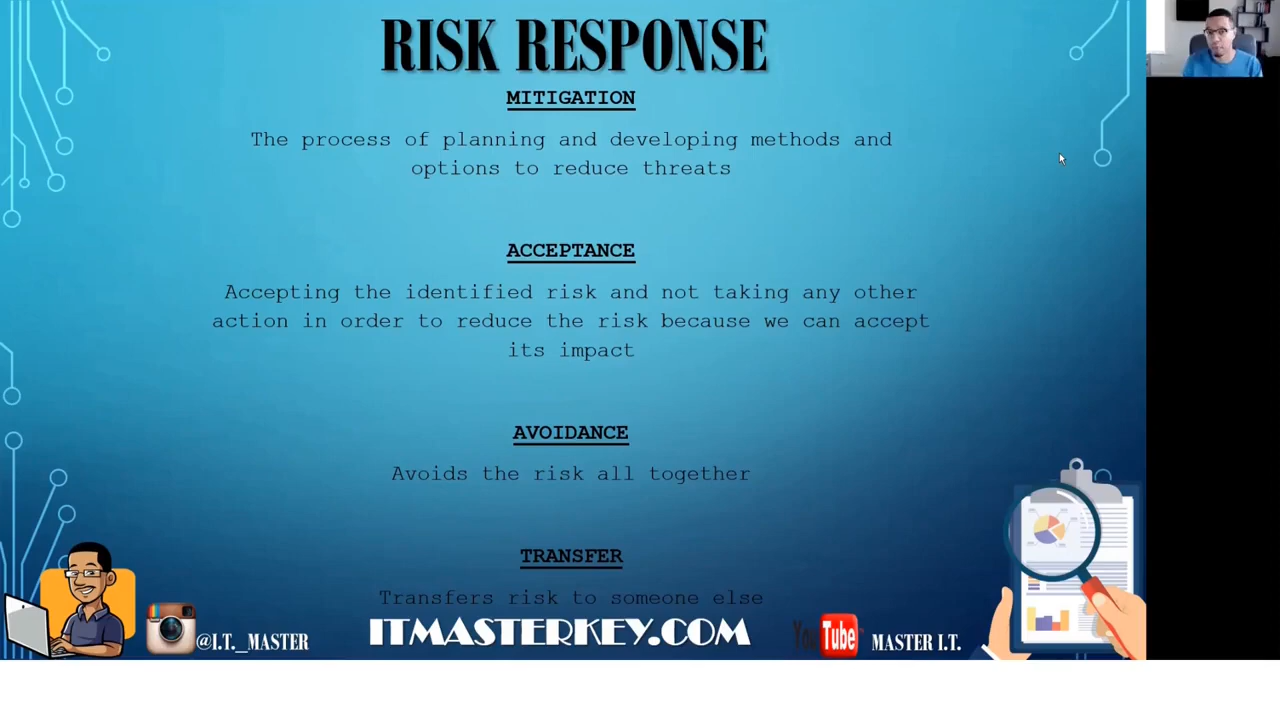 RISK RESPONSE
MITIGATION
The process of planning and developing methods and
options to reduce threats
ACCEPTANCE
Accepting the identified risk and not taking any other
action in order to reduce the risk because we can accept
its impact
AVOIDANCE
Avoids the risk all together
TRANSFER
Transfers risk to someone else
@I.T._MASTER
ITMASTERKEY.COM
YouTube
MASTER I.T.